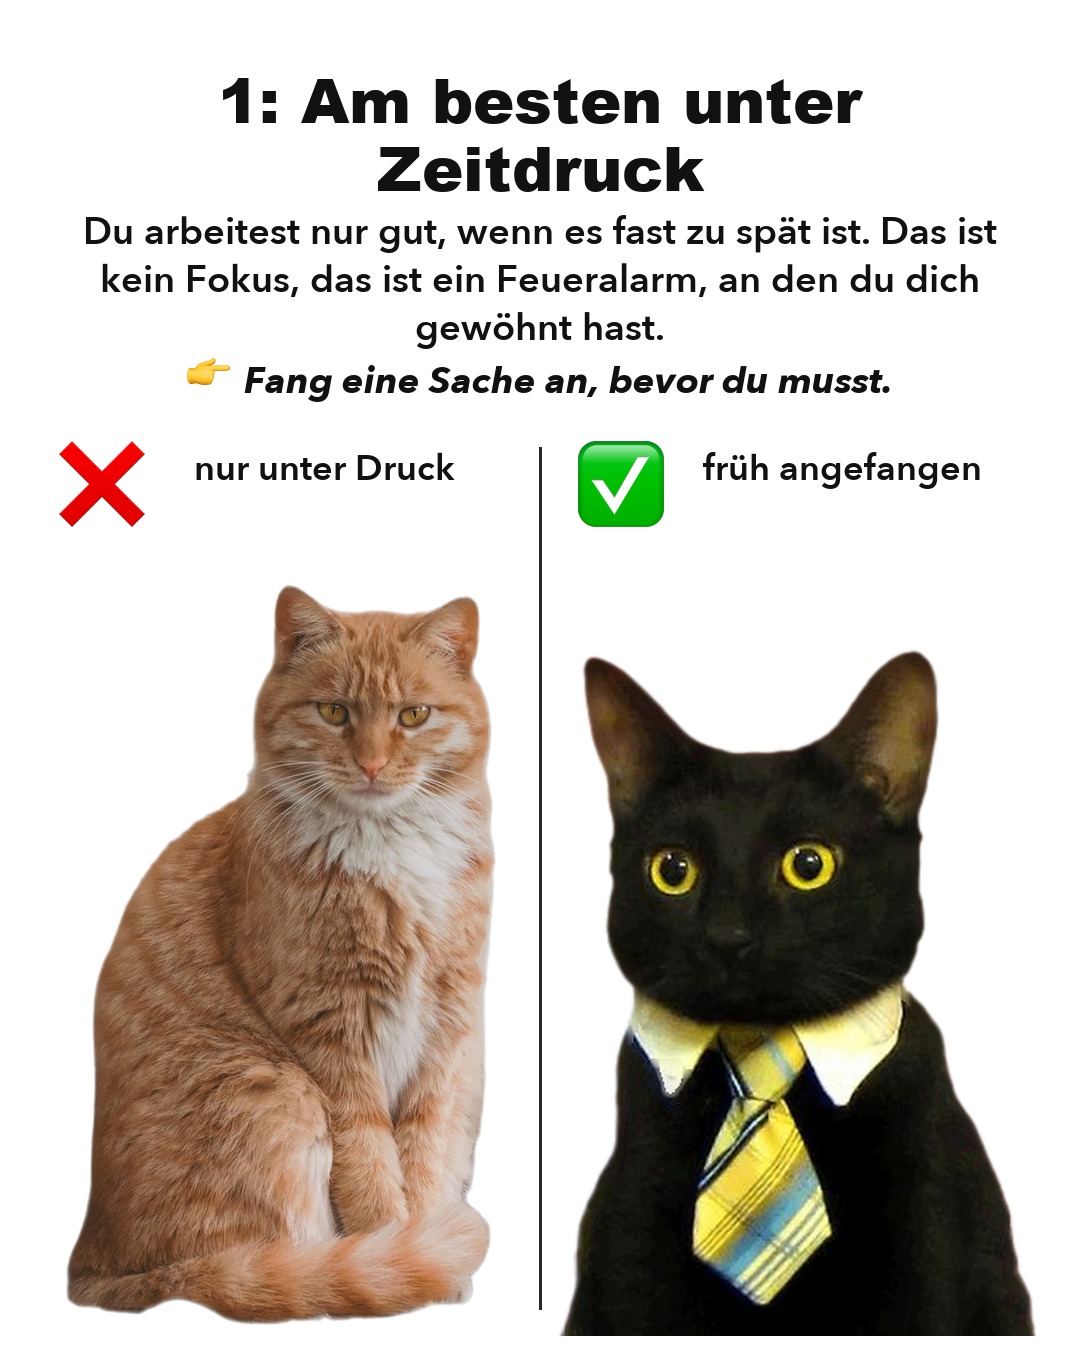 1: Am besten unter
Zeitdruck
Du arbeitest nur gut, wenn es fast zu spät ist. Das ist
kein Fokus, das ist ein Feueralarm, an den du dich
gewöhnt hast.
👉 Fang eine Sache an, bevor du musst.
❌ nur unter Druck
✅ früh angefangen